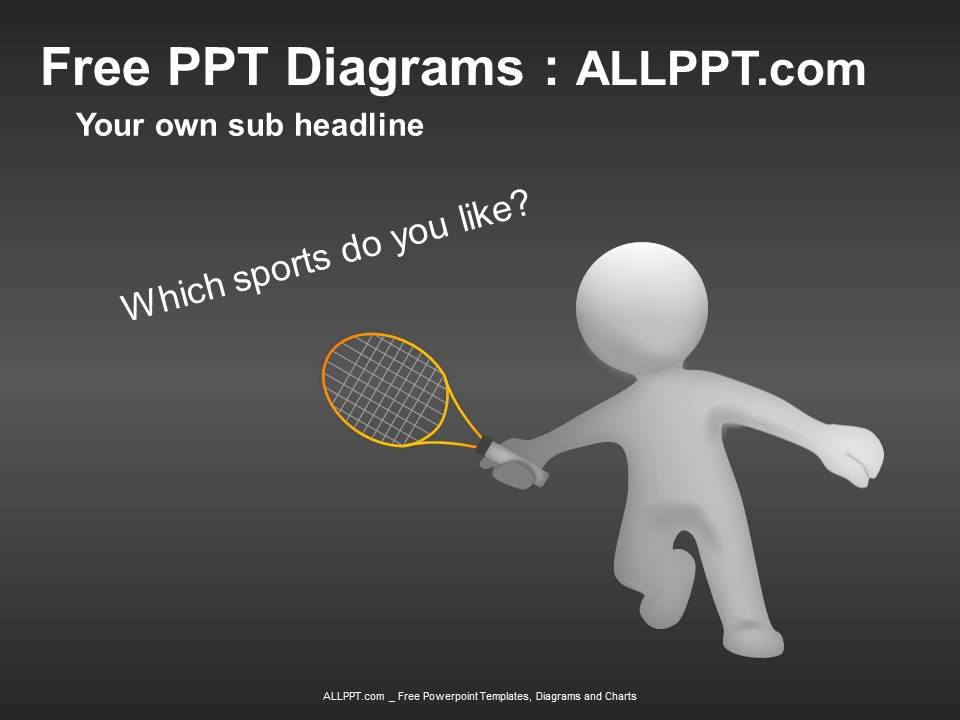 Free PPT Diagrams : ALLPPT.com
Your own sub headline
Which sports do you like?
ALLPPT.com _ Free Powerpoint Templates, Diagrams and Charts